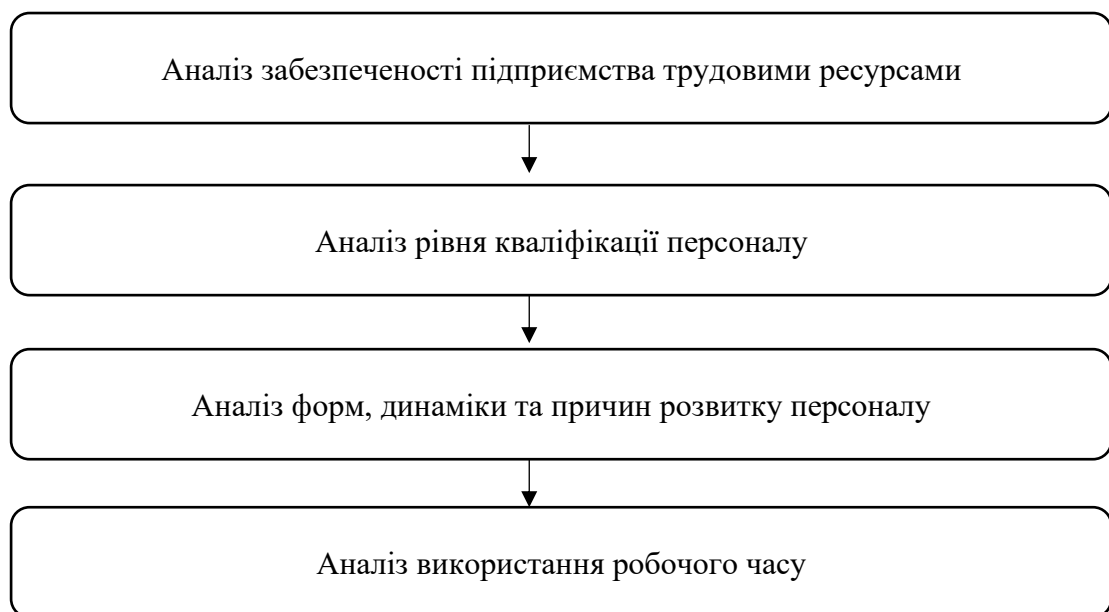 Аналіз забезпеченості підприємства трудовими ресурсами
Аналіз рівня кваліфікації персоналу
Аналіз форм, динаміки та причин розвитку персоналу
Аналіз використання робочого часу